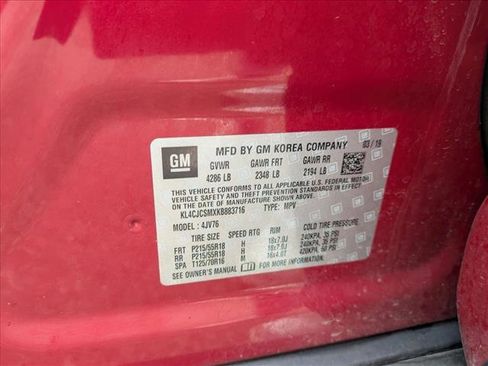 GM
MFD BY GM KOREA COMPANY 03 / 19
GVWR GAWR FRT GAWR RR
4286 LB 2348 LB 2194 LB
THIS VEHICLE CONFORMS TO ALL APPLICABLE U.S. FEDERAL MOTOR
VEHICLE SAFETY, BUMPER, AND THEFT PREVENTION STANDARDS
IN EFFECT ON THE DATE OF MANUFACTURE SHOWN ABOVE.
KL4CJCSMXKB883716 TYPE: MPV
MODEL : 4JV76
SPEED RTG RIM COLD TIRE PRESSURE
FRT P215/55R18 H 18x7.0J 240KPA, 35 PSI
RR P215/55R18 H 18x7.0J 240KPA, 35 PSI
SPA T125/70R16 M 16x4.0T 420KPA, 60 PSI
SEE OWNER'S MANUAL FOR MORE INFORMATION.